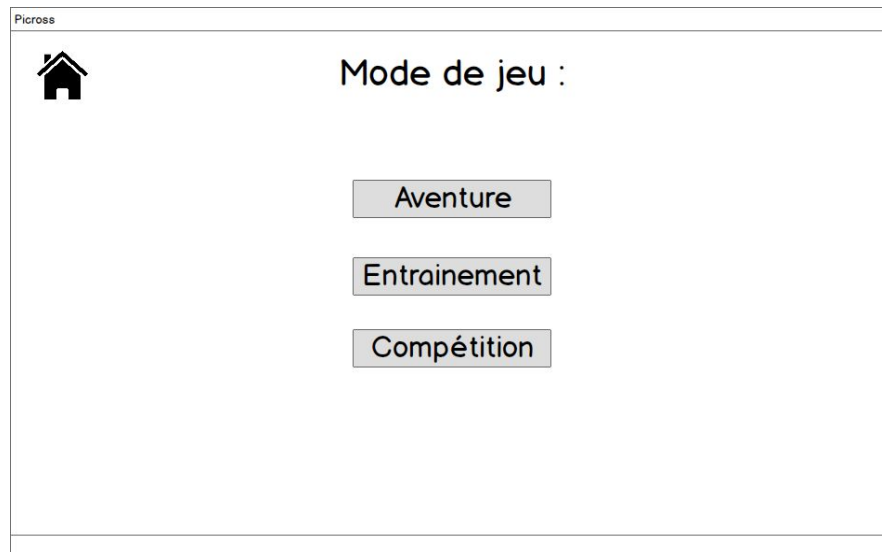 Picross
Mode de jeu :
Aventure
Entrainement
Compétition